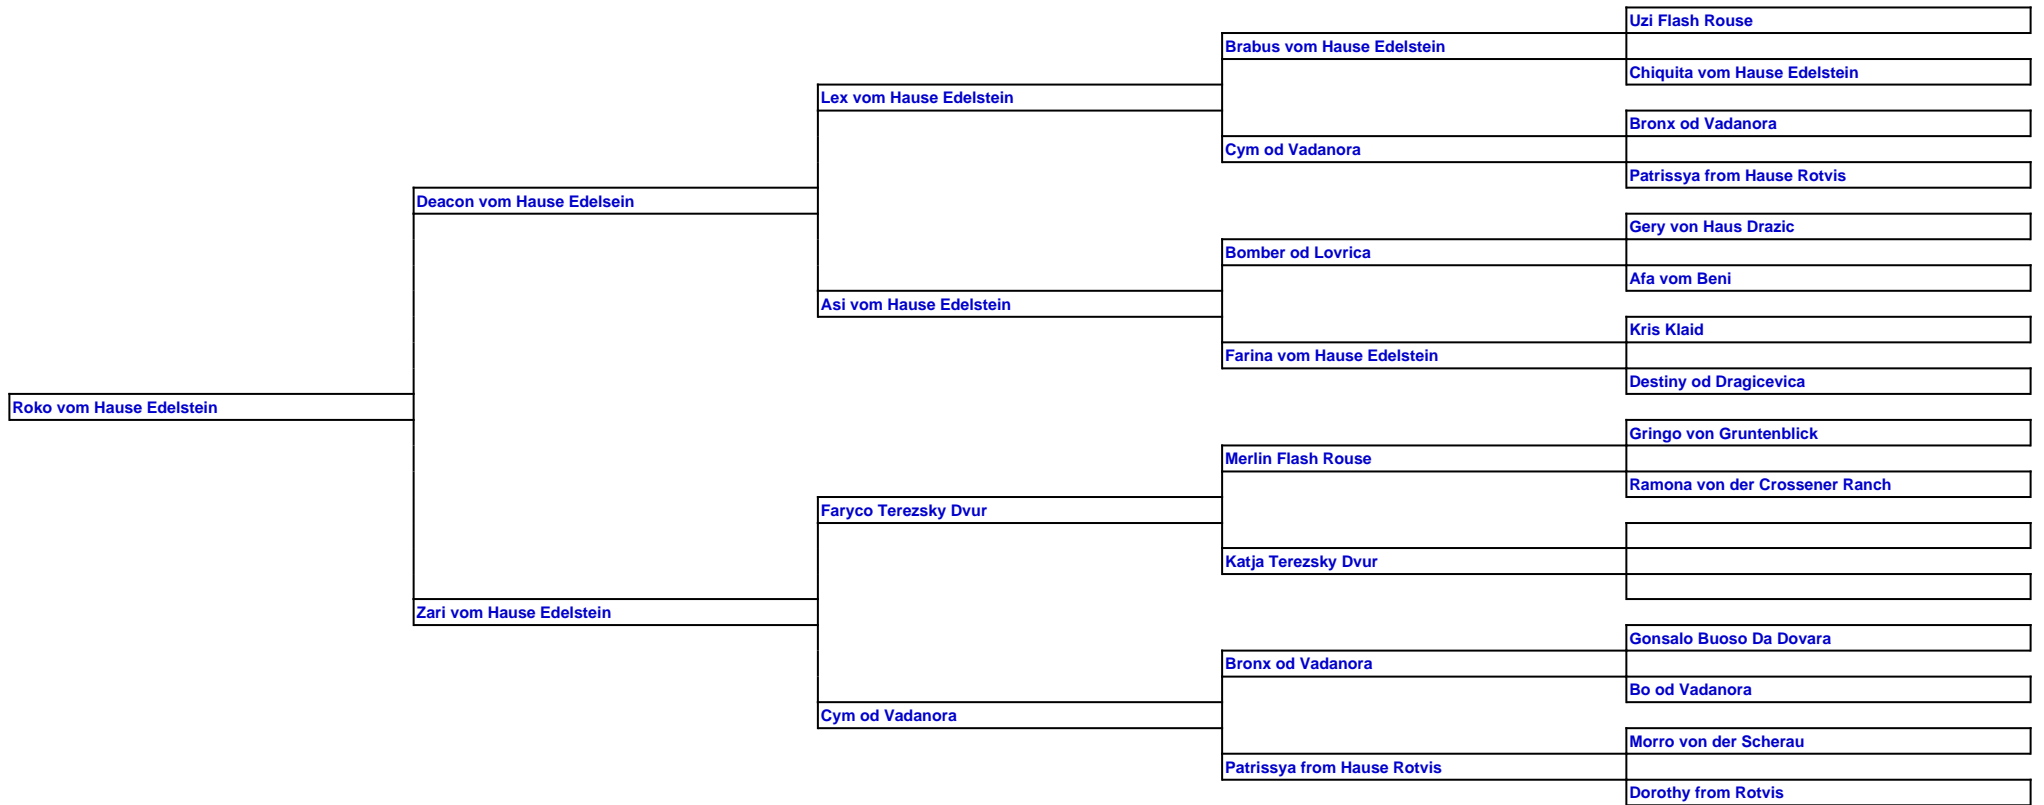 Uzi Flash Rouse
Brabus vom Hause Edelstein
Chiquita vom Hause Edelstein
Lex vom Hause Edelstein
Bronx od Vadanora
Cym od Vadanora
Patrissya from Hause Rotvis
Deacon vom Hause Edelsein
Gery von Haus Drazic
Bomber od Lovrica
Afa vom Beni
Asi vom Hause Edelstein
Kris Klaid
Farina vom Hause Edelstein
Destiny od Dragicevica
Roko vom Hause Edelstein
Gringo von Gruntenblick
Merlin Flash Rouse
Ramona von der Crossener Ranch
Faryco Terezsky Dvur
Katja Terezsky Dvur
Zari vom Hause Edelstein
Gonsalo Buoso Da Dovara
Bronx od Vadanora
Bo od Vadanora
Cym od Vadanora
Morro von der Scherau
Patrissya from Hause Rotvis
Dorothy from Rotvis